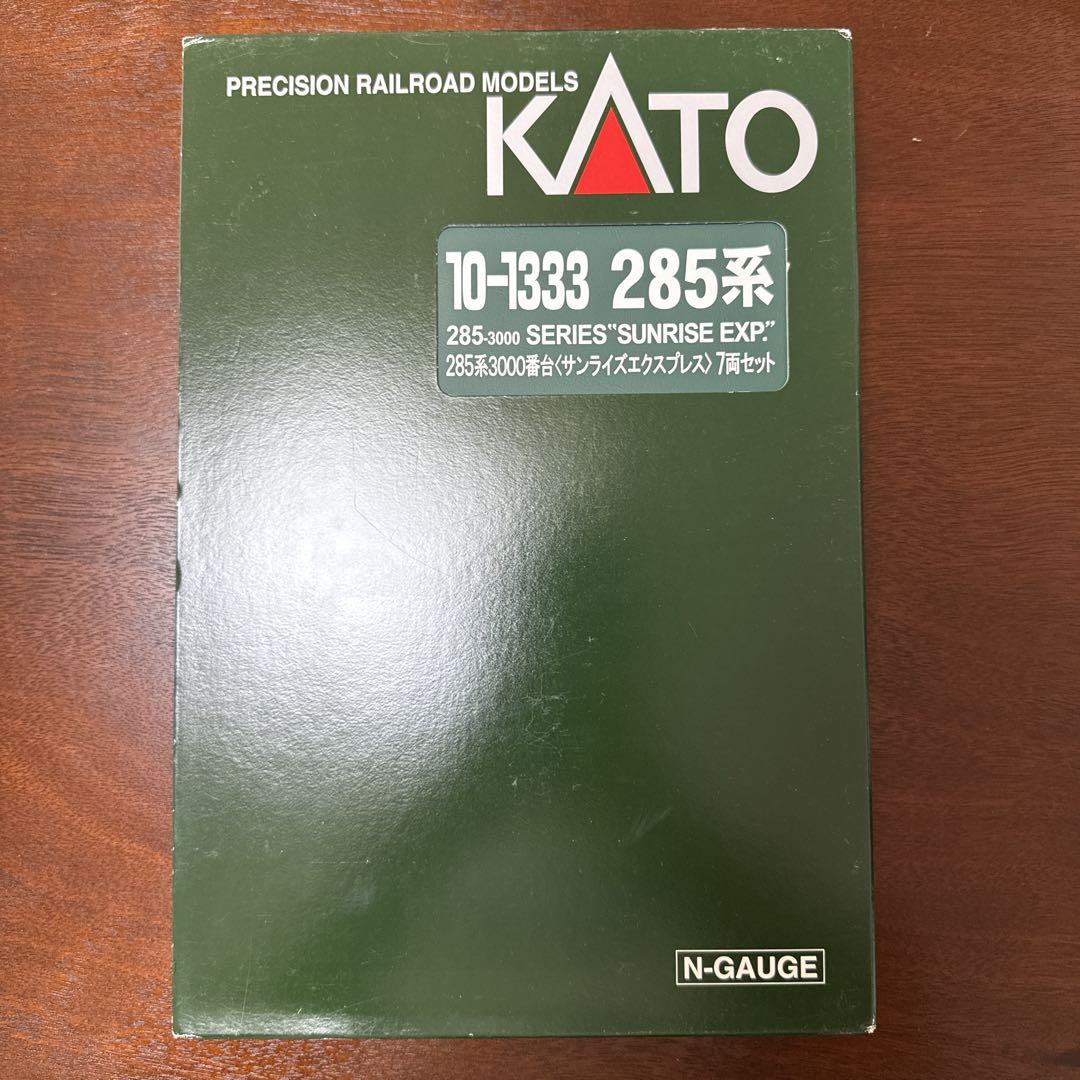 PRECISION RAILROAD MODELS
KATO
10-1333 285系
285-3000 SERIES "SUNRISE EXP."
285系3000番台〈サンライズエクスプレス〉7両セット
N-GAUGE